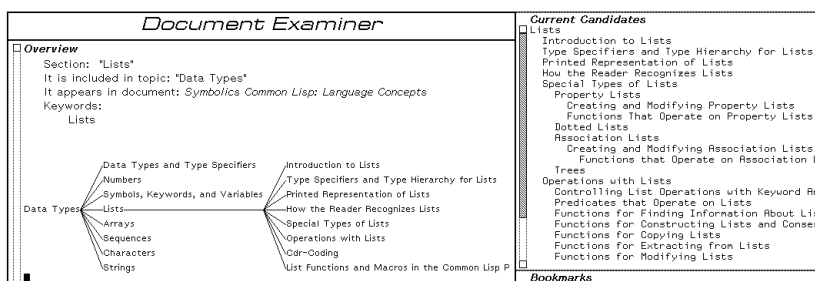 Document Examiner
Overview
Section: "Lists"
It is included in topic: "Data Types"
It appears in document: Symbolics Common Lisp: Language Concepts
Keywords:
Lists
Data Types
Data Types and Type Specifiers
Numbers
Symbols, Keywords, and Variables
Lists
Arrays
Sequences
Characters
Strings
Introduction to Lists
Type Specifiers and Type Hierarchy for Lists
Printed Representation of Lists
How the Reader Recognizes Lists
Special Types of Lists
Operations with Lists
Cdr-Coding
List Functions and Macros in the Common Lisp P
Current Candidates
Lists
Introduction to Lists
Type Specifiers and Type Hierarchy for Lists
Printed Representation of Lists
How the Reader Recognizes Lists
Special Types of Lists
Property Lists
Creating and Modifying Property Lists
Functions That Operate on Property Lists
Dotted Lists
Association Lists
Creating and Modifying Association Lists
Functions that Operate on Association
Trees
Operations with Lists
Controlling List Operations with Keyword
Predicates that Operate on Lists
Functions for Finding Information About
Functions for Constructing Lists and
Functions for Copying Lists
Functions for Extracting from Lists
Functions for Modifying Lists
Bookmarks